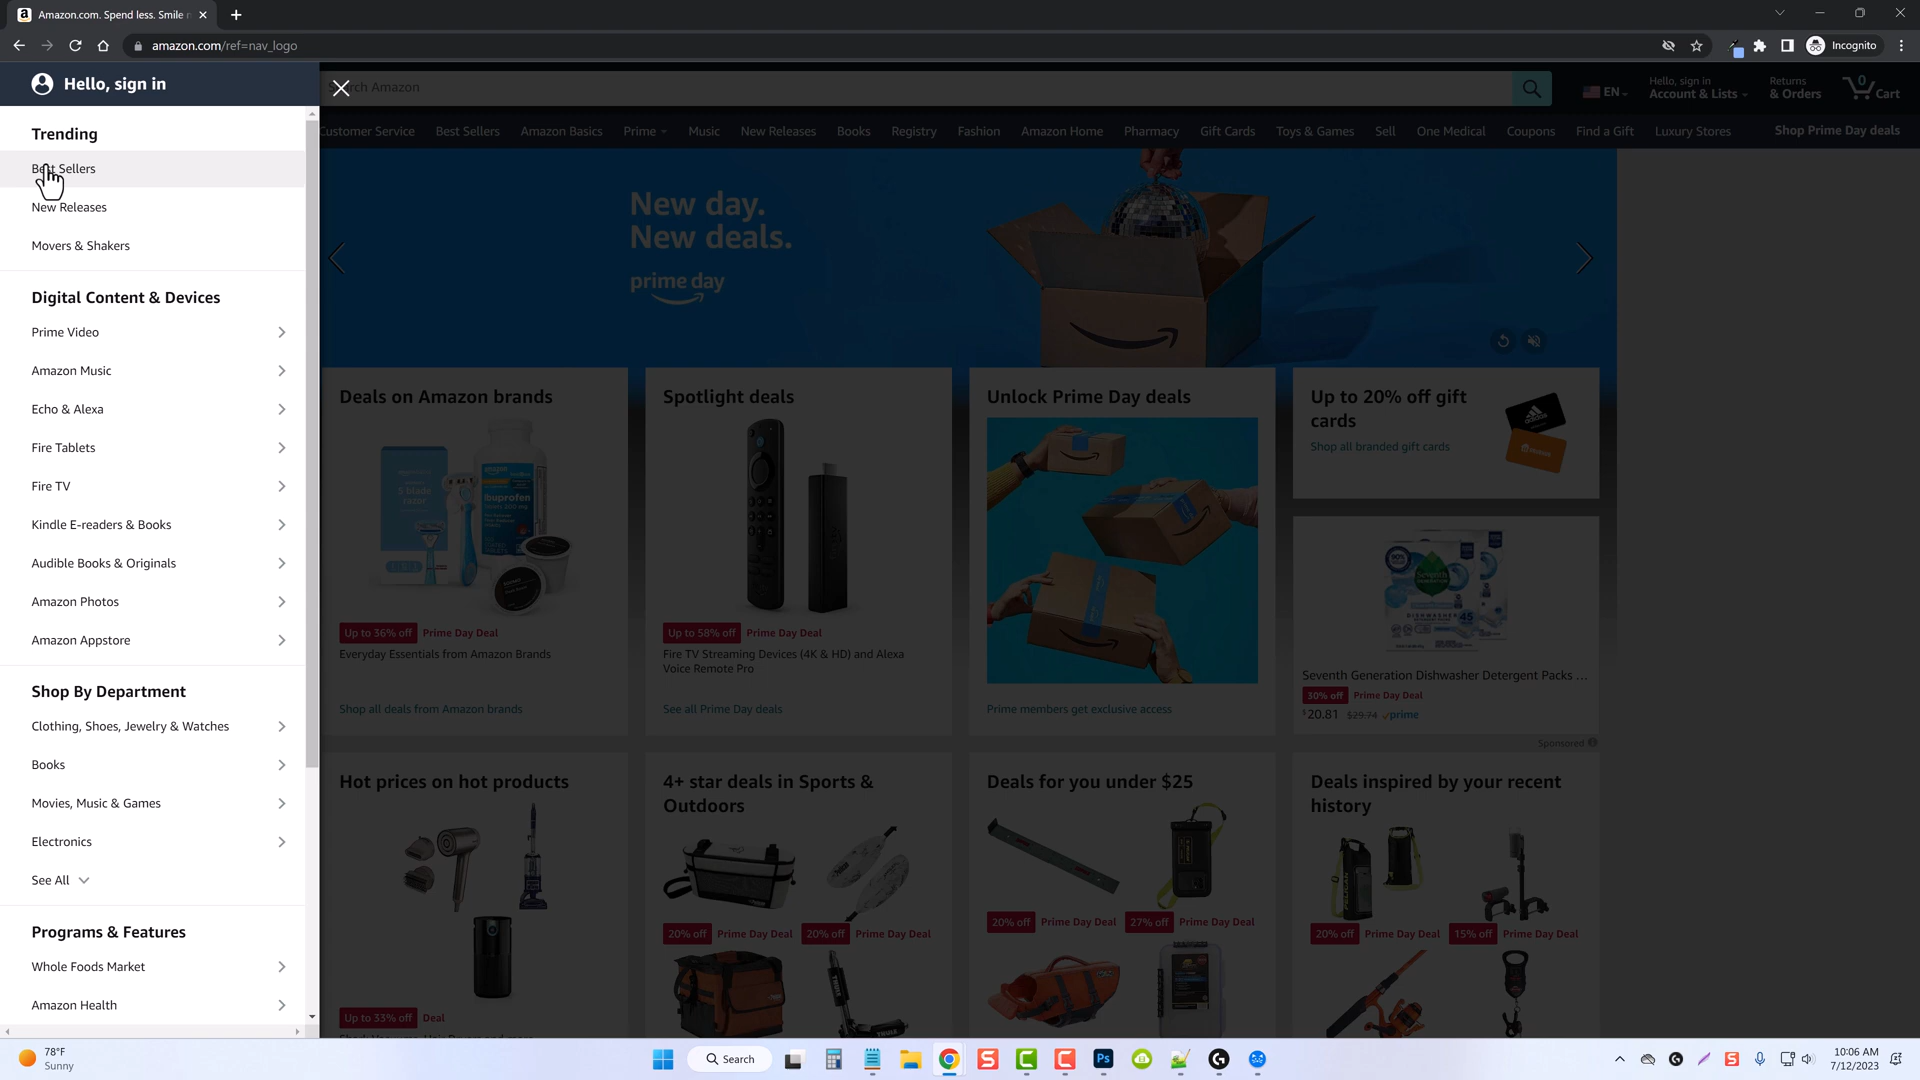 Amazon.com. Spend less. Smile
amazon.com/ref=nav_logo
Incognito
Hello, sign in
Trending
Best Sellers
New Releases
Movers & Shakers
Digital Content & Devices
Prime Video
Amazon Music
Echo & Alexa
Fire Tablets
Fire TV
Kindle E-readers & Books
Audible Books & Originals
Amazon Photos
Amazon Appstore
Shop By Department
Clothing, Shoes, Jewelry & Watches
Books
Movies, Music & Games
Electronics
See All
Programs & Features
Whole Foods Market
Amazon Health
Search Amazon
EN
Hello, sign in
Account & Lists
Returns
& Orders
0
Cart
Customer Service Best Sellers Amazon Basics Prime Music New Releases Books Registry Fashion Amazon Home Pharmacy Gift Cards Toys & Games Sell One Medical Coupons Find a Gift Luxury Stores Shop Prime Day deals
New day.
New deals.
prime day
Deals on Amazon brands
Up to 36% off Prime Day Deal
Everyday Essentials from Amazon Brands
Shop all deals from Amazon brands
Spotlight deals
Up to 58% off Prime Day Deal
Fire TV Streaming Devices (4K & HD) and Alexa
Voice Remote Pro
See all Prime Day deals
Unlock Prime Day deals
Prime members get exclusive access
Up to 20% off gift
cards
Shop all branded gift cards
Seventh Generation Dishwasher Detergent Packs ...
30% off Prime Day Deal
$20.81 $29.74 prime
Sponsored
Hot prices on hot products
Up to 33% off Deal
4+ star deals in Sports &
Outdoors
20% off Prime Day Deal 20% off Prime Day Deal
Deals for you under $25
20% off Prime Day Deal 27% off Prime Day Deal
Deals inspired by your recent
history
20% off Prime Day Deal 15% off Prime Day Deal
78°F
Sunny
Search
10:06 AM
7/12/2023